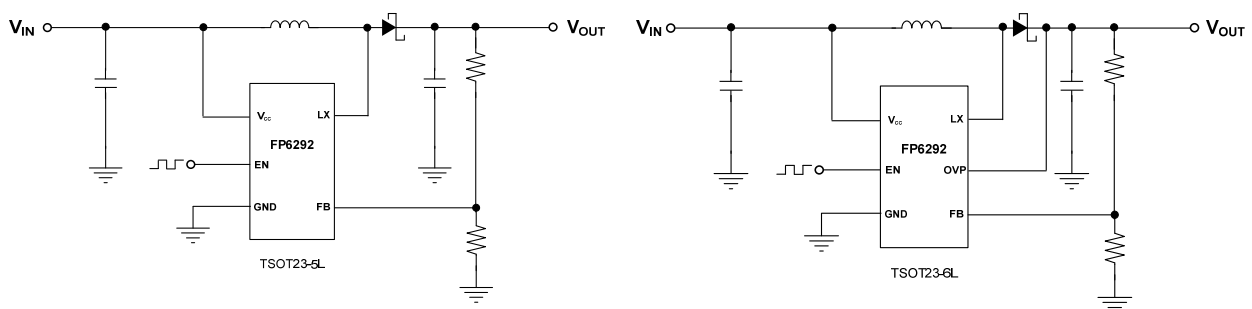 VIN
VOUT
VCC
LX
FP6292
EN
GND
FB
TSOT23-5L
VIN
VOUT
VCC
LX
FP6292
EN
OVP
GND
FB
TSOT23-6L